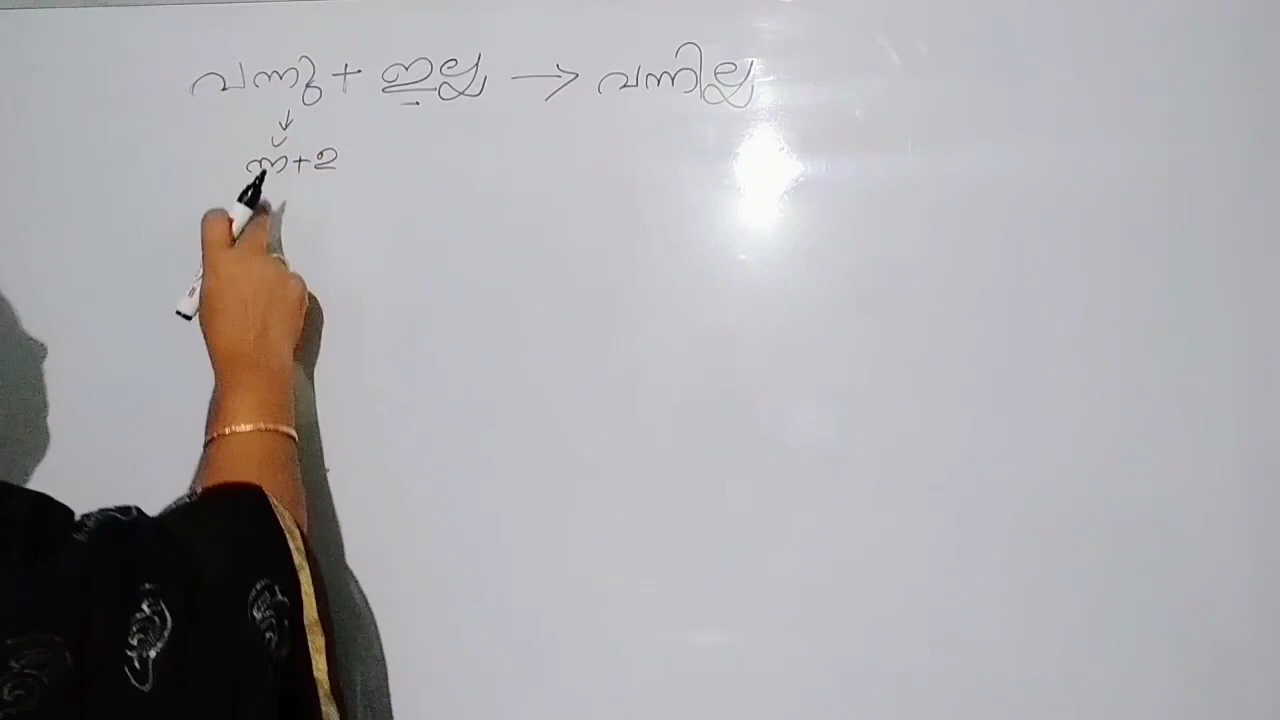 വന്നു + ഇല്ല → വന്നില്ല
↓
ന്ന് + ഉ